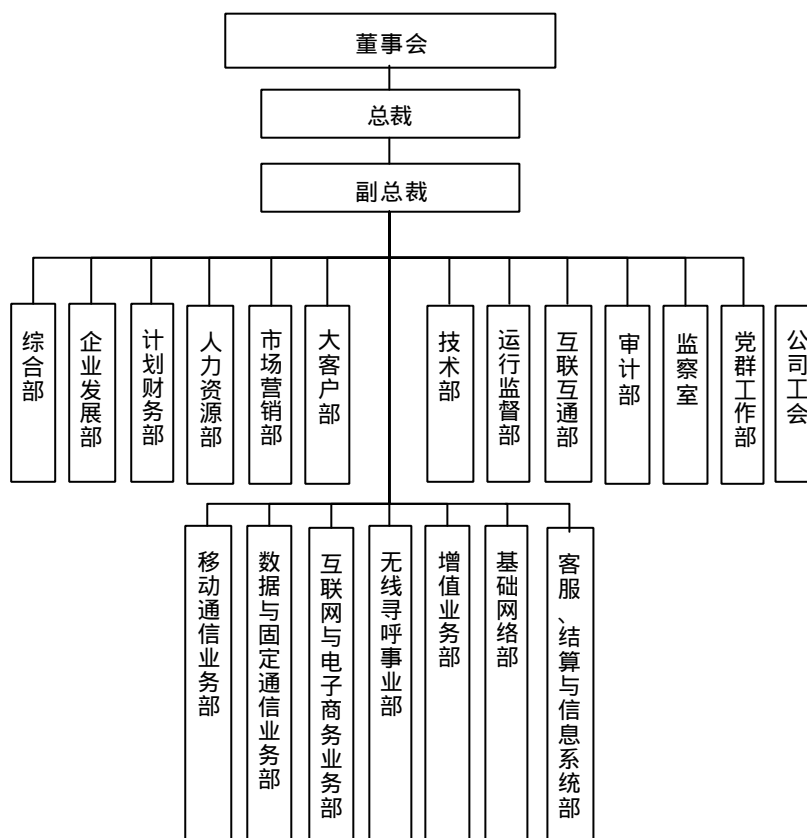 董事会
总裁
副总裁
综合部
企业发展部
计划财务部
人力资源部
市场营销部
大客户部
技术部
运行监督部
互联互通部
审计部
监察室
党群工作部
公司工会
移动通信业务部
数据与固定通信业务部
互联网与电子商务业务部
无线寻呼事业部
增值业务部
基础网络部
客服、结算与信息系统部